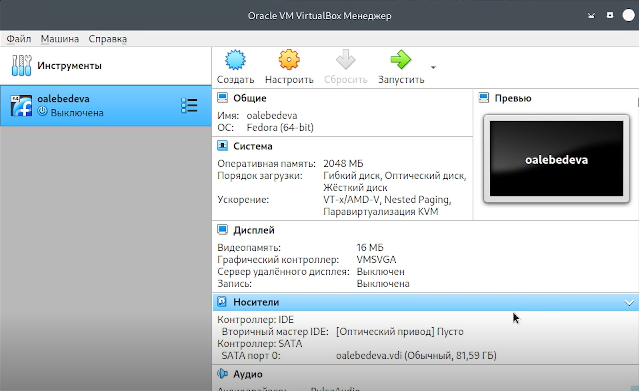 Oracle VM VirtualBox Менеджер
Файл Машина Справка
Инструменты
Создать Настроить Сбросить Запустить
64
oalebedeva
Выключена
Общие
Имя: oalebedeva
ОС: Fedora (64-bit)
Превью
oalebedeva
Система
Оперативная память: 2048 МБ
Порядок загрузки: Гибкий диск, Оптический диск,
Жёсткий диск
Ускорение: VT-x/AMD-V, Nested Paging,
Паравиртуализация KVM
Дисплей
Видеопамять: 16 МБ
Графический контроллер: VMSVGA
Сервер удалённого дисплея: Выключен
Запись: Выключена
Носители
Контроллер: IDE
Вторичный мастер IDE: [Оптический привод] Пусто
Контроллер: SATA
SATA порт 0: oalebedeva.vdi (Обычный, 81,59 ГБ)
Аудио